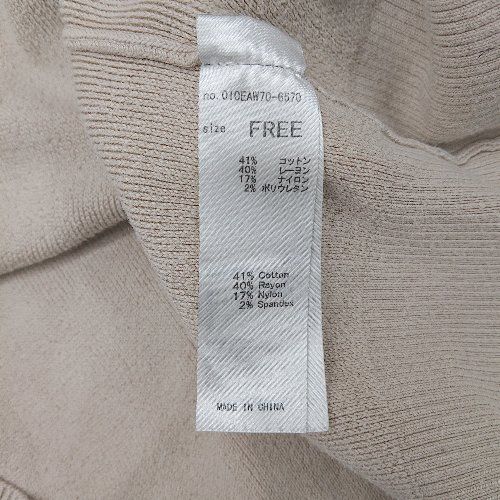 no. 010EAW70-6570
size FREE
41% コットン
40% レーヨン
17% ナイロン
2% ポリウレタン
41% Cotton
40% Rayon
17% Nylon
2% Spandex
MADE IN CHINA